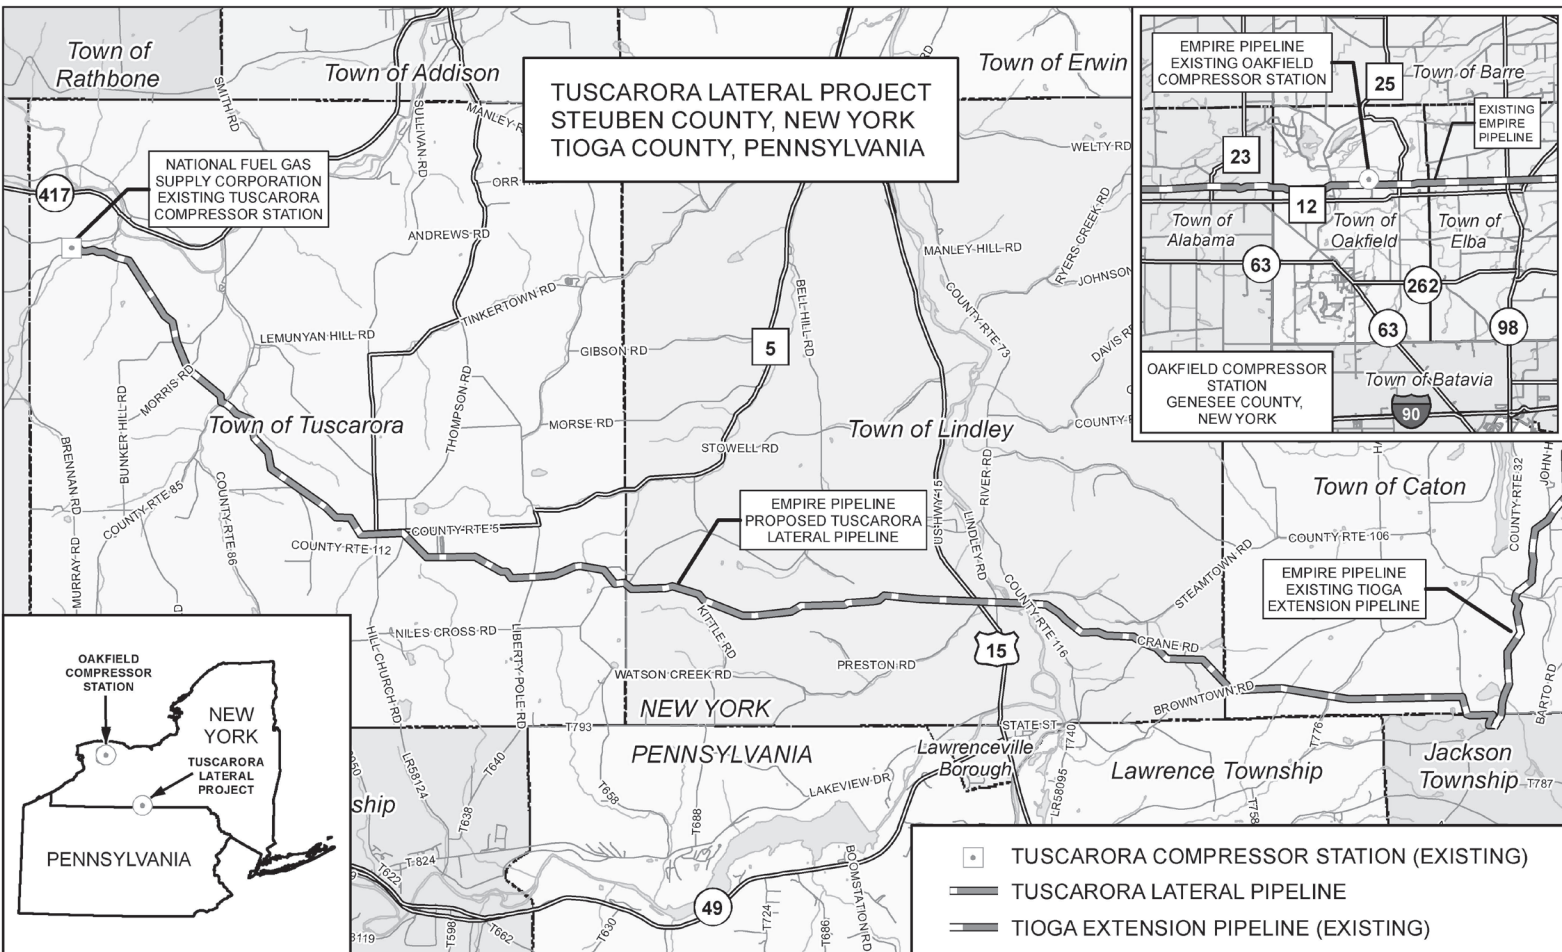 Town of
Rathbone
Town of Addison
Town of Erwin
TUSCARORA LATERAL PROJECT
STEUBEN COUNTY, NEW YORK
TIOGA COUNTY, PENNSYLVANIA
SMITH RD
SULLIVAN RD
MANLEY R
WELTY RD
RD
NATIONAL FUEL GAS
SUPPLY CORPORATION
EXISTING TUSCARORA
COMPRESSOR STATION
417
ORR HILL
ANDREWS RD
MANLEY HILL RD
RYERS CREEK RD
JOHNSON
TINKERTOWN RD
BELL HILL RD
COUNTY RTE 73
LEMUNYAN HILL RD
GIBSON RD
5
DAVIS R
MORRIS RD
BUNKER HILL RD
THOMPSON RD
Town of Tuscarora
MORSE RD
Town of Lindley
COUNTY R
STOWELL RD
BRENNAN RD
COUNTY RTE 85
COUNTY RTE 86
RIVER RD
USHWY 15
LINDLEY RD
EMPIRE PIPELINE
PROPOSED TUSCARORA
LATERAL PIPELINE
COUNTY RTE 5
COUNTY RTE 112
MURRAY RD
D
Town of Caton
HA
COUNTY RTE 32
JOHN H
COUNTY RTE 106
STEAMTOWN RD
EMPIRE PIPELINE
EXISTING TIOGA
EXTENSION PIPELINE
COUNTY RTE 116
KITTLE RD
NILES CROSS RD
HILL CHURCH RD
LIBERTY POLE RD
15
CRANE RD
PRESTON RD
WATSON CREEK RD
BROWNTOWN RD
BARTO RD
NEW YORK
T793
STATE ST
T740
T776
PENNSYLVANIA
Lawrenceville
Borough
Lawrence Township
Jackson
Township
T787
LAKEVIEW DR
LR58095
T758
050
LR58124
T640
T658
ship
T638
T688
T 824
T622
BOOMSTATION RD
49
3119
T598
T662
T630
T724
T686
EMPIRE PIPELINE
EXISTING OAKFIELD
COMPRESSOR STATION
25
Town of Barre
EXISTING
EMPIRE
PIPELINE
23
12
Town of
Alabama
Town of
Oakfield
Town of
Elba
63
262
63
98
OAKFIELD COMPRESSOR
STATION
GENESEE COUNTY,
NEW YORK
Town of Batavia
90
OAKFIELD
COMPRESSOR
STATION
NEW
YORK
TUSCARORA
LATERAL
PROJECT
PENNSYLVANIA
TUSCARORA COMPRESSOR STATION (EXISTING)
TUSCARORA LATERAL PIPELINE
TIOGA EXTENSION PIPELINE (EXISTING)